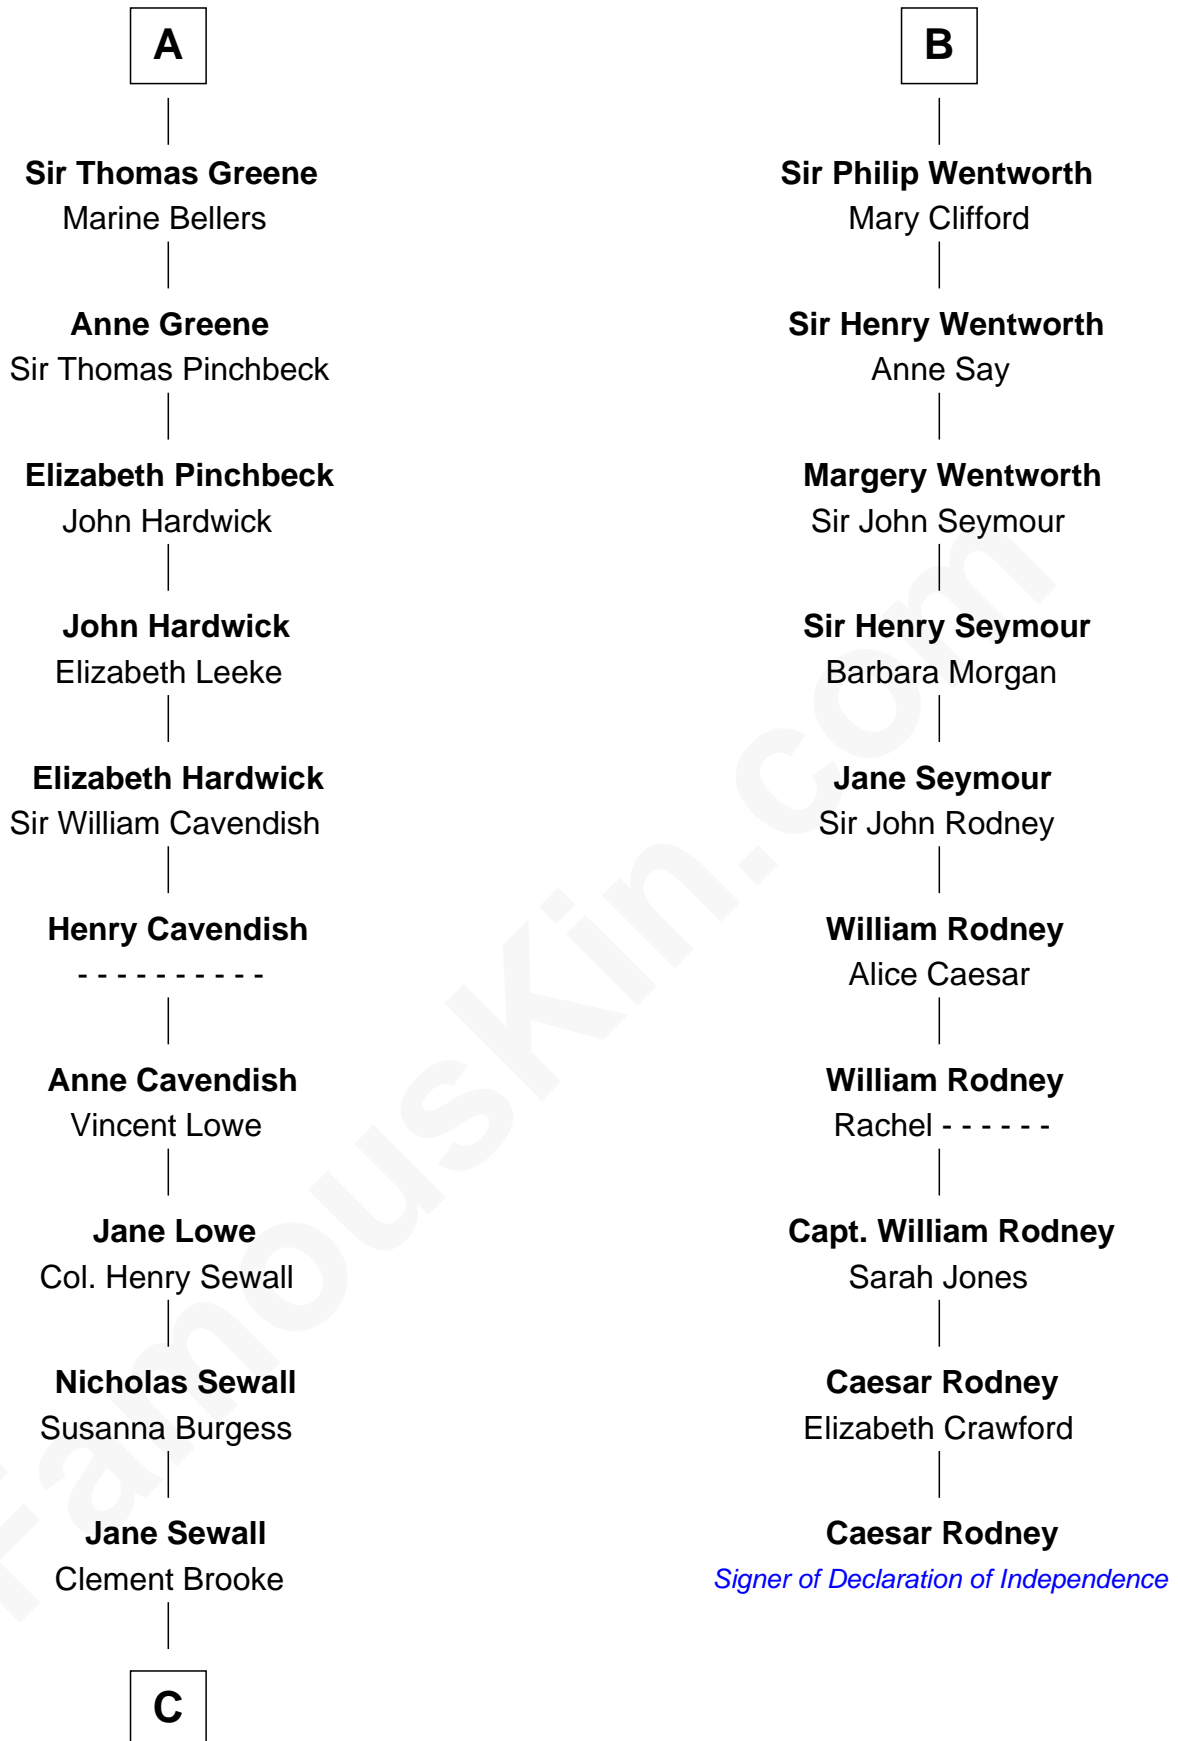 A
Sir Thomas Greene
Marine Bellers
Anne Greene
Sir Thomas Pinchbeck
Elizabeth Pinchbeck
John Hardwick
John Hardwick
Elizabeth Leeke
Elizabeth Hardwick
Sir William Cavendish
Henry Cavendish
- - - - - - - - - -
Anne Cavendish
Vincent Lowe
Jane Lowe
Col. Henry Sewall
Nicholas Sewall
Susanna Burgess
Jane Sewall
Clement Brooke
C
B
Sir Philip Wentworth
Mary Clifford
Sir Henry Wentworth
Anne Say
Margery Wentworth
Sir John Seymour
Sir Henry Seymour
Barbara Morgan
Jane Seymour
Sir John Rodney
William Rodney
Alice Caesar
William Rodney
Rachel - - - - - -
Capt. William Rodney
Sarah Jones
Caesar Rodney
Elizabeth Crawford
Caesar Rodney
Signer of Declaration of Independence
FamousKin.com